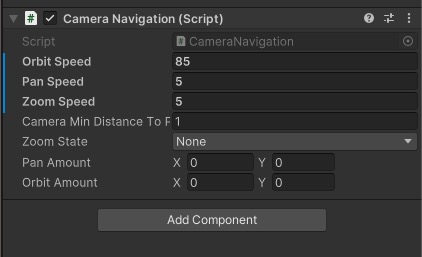 # Camera Navigation (Script)
Script # CameraNavigation
Orbit Speed 85
Pan Speed 5
Zoom Speed 5
Camera Min Distance To 1
Zoom State None
Pan Amount X 0 Y 0
Orbit Amount X 0 Y 0
Add Component